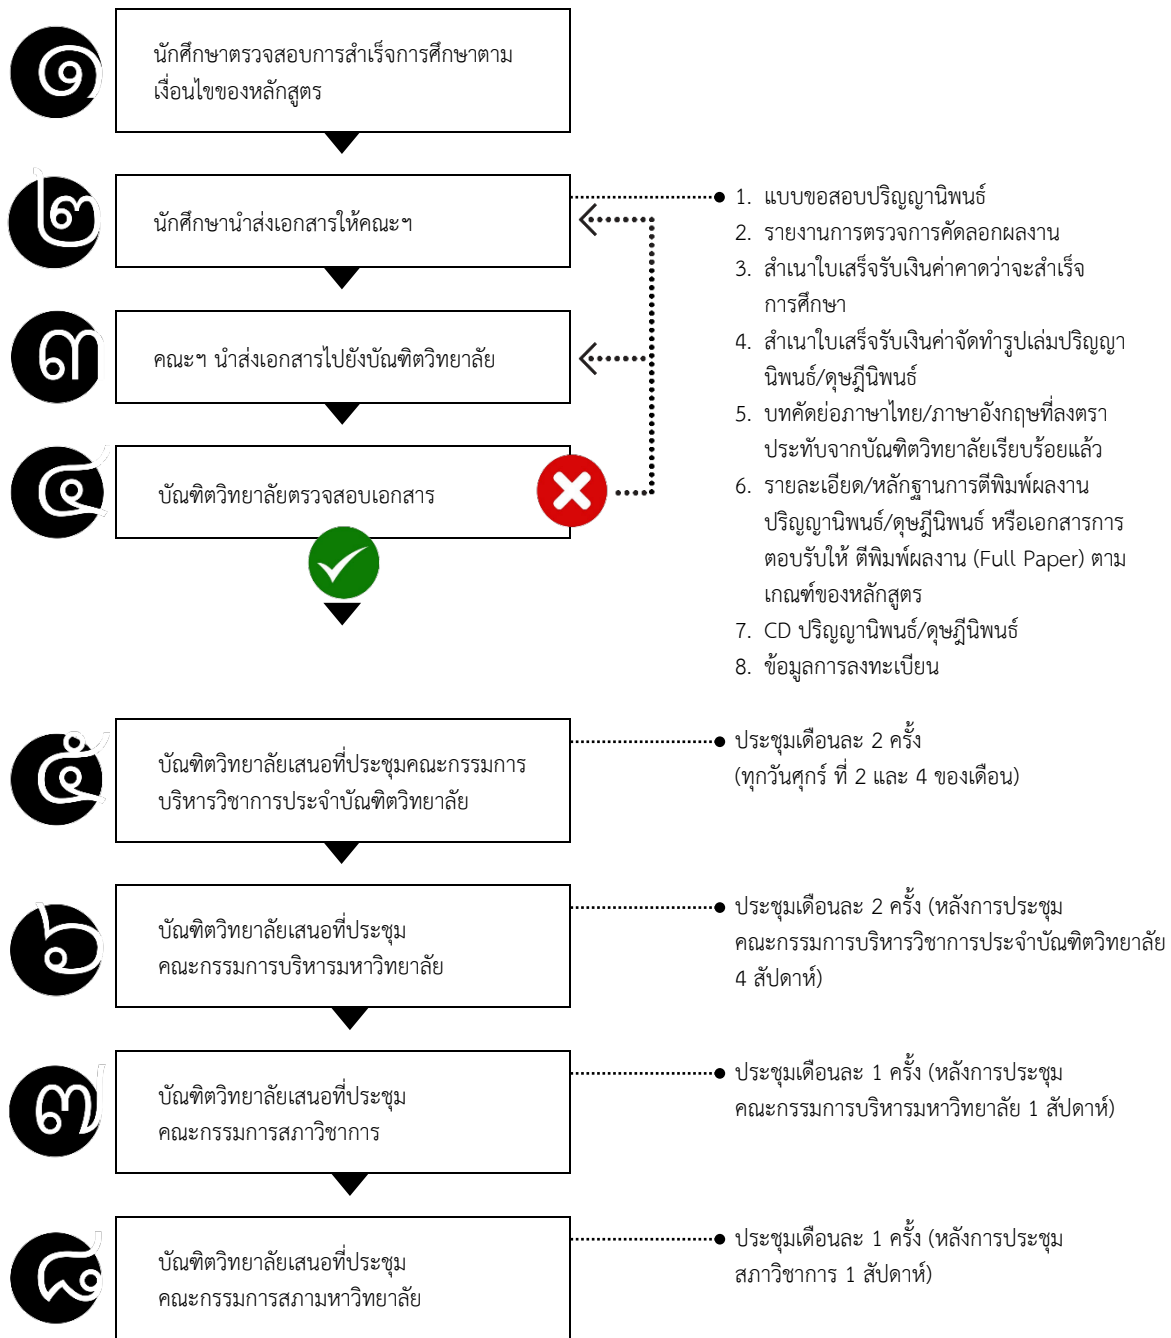 ๑
นักศึกษาตรวจสอบการสำเร็จการศึกษาตาม
เงื่อนไขของหลักสูตร
๒
นักศึกษานำส่งเอกสารให้คณะฯ
1. แบบขอสอบปริญญานิพนธ์
2. รายงานการตรวจการคัดลอกผลงาน
3. สำเนาใบเสร็จรับเงินค่าคาดว่าจะสำเร็จ
การศึกษา
4. สำเนาใบเสร็จรับเงินค่าจัดทำรูปเล่มปริญญา
นิพนธ์/ดุษฎีนิพนธ์
5. บทคัดย่อภาษาไทย/ภาษาอังกฤษที่ลงตรา
ประทับจากบัณฑิตวิทยาลัยเรียบร้อยแล้ว
6. รายละเอียด/หลักฐานการตีพิมพ์ผลงาน
ปริญญานิพนธ์/ดุษฎีนิพนธ์ หรือเอกสารการ
ตอบรับให้ ตีพิมพ์ผลงาน (Full Paper) ตาม
เกณฑ์ของหลักสูตร
7. CD ปริญญานิพนธ์/ดุษฎีนิพนธ์
8. ข้อมูลการลงทะเบียน
๓
คณะฯ นำส่งเอกสารไปยังบัณฑิตวิทยาลัย
๔
บัณฑิตวิทยาลัยตรวจสอบเอกสาร
๕
บัณฑิตวิทยาลัยเสนอที่ประชุมคณะกรรมการ
บริหารวิชาการประจำบัณฑิตวิทยาลัย
ประชุมเดือนละ 2 ครั้ง
(ทุกวันศุกร์ ที่ 2 และ 4 ของเดือน)
๖
บัณฑิตวิทยาลัยเสนอที่ประชุม
คณะกรรมการบริหารมหาวิทยาลัย
ประชุมเดือนละ 2 ครั้ง (หลังการประชุม
คณะกรรมการบริหารวิชาการประจำบัณฑิตวิทยาลัย
4 สัปดาห์)
๗
บัณฑิตวิทยาลัยเสนอที่ประชุม
คณะกรรมการสภาวิชาการ
ประชุมเดือนละ 1 ครั้ง (หลังการประชุม
คณะกรรมการบริหารมหาวิทยาลัย 1 สัปดาห์)
๘
บัณฑิตวิทยาลัยเสนอที่ประชุม
คณะกรรมการสภามหาวิทยาลัย
ประชุมเดือนละ 1 ครั้ง (หลังการประชุม
สภาวิชาการ 1 สัปดาห์)